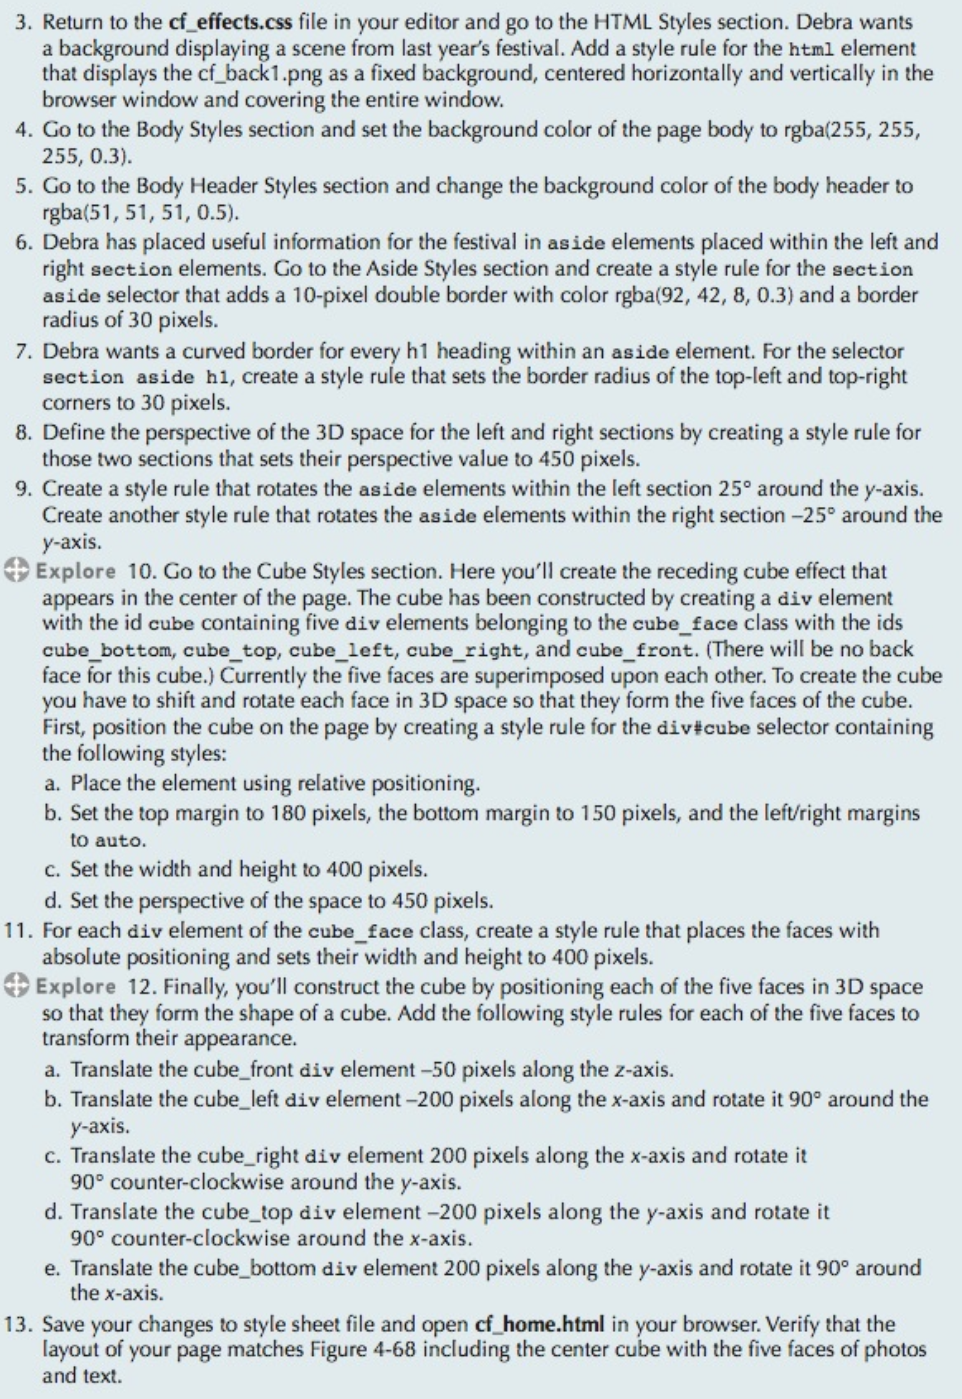 3. Return to the cf_effects.css file in your editor and go to the HTML Styles section. Debra wants
a background displaying a scene from last year's festival. Add a style rule for the html element
that displays the cf_back1.png as a fixed background, centered horizontally and vertically in the
browser window and covering the entire window.
4. Go to the Body Styles section and set the background color of the page body to rgba(255, 255,
255, 0.3).
5. Go to the Body Header Styles section and change the background color of the body header to
rgba(51, 51, 51, 0.5).
6. Debra has placed useful information for the festival in aside elements placed within the left and
right section elements. Go to the Aside Styles section and create a style rule for the section
aside selector that adds a 10-pixel double border with color rgba(92, 42, 8, 0.3) and a border
radius of 30 pixels.
7. Debra wants a curved border for every h1 heading within an aside element. For the selector
section aside h1, create a style rule that sets the border radius of the top-left and top-right
corners to 30 pixels.
8. Define the perspective of the 3D space for the left and right sections by creating a style rule for
those two sections that sets their perspective value to 450 pixels.
9. Create a style rule that rotates the aside elements within the left section 25° around the y-axis.
Create another style rule that rotates the aside elements within the right section –25° around the
y-axis.
Explore 10. Go to the Cube Styles section. Here you'll create the receding cube effect that
appears in the center of the page. The cube has been constructed by creating a div element
with the id cube containing five div elements belonging to the cube_face class with the ids
cube_bottom, cube_top, cube_left, cube_right, and cube_front. (There will be no back
face for this cube.) Currently the five faces are superimposed upon each other. To create the cube
you have to shift and rotate each face in 3D space so that they form the five faces of the cube.
First, position the cube on the page by creating a style rule for the div#cube selector containing
the following styles:
a. Place the element using relative positioning.
b. Set the top margin to 180 pixels, the bottom margin to 150 pixels, and the left/right margins
to auto.
c. Set the width and height to 400 pixels.
d. Set the perspective of the space to 450 pixels.
11. For each div element of the cube_face class, create a style rule that places the faces with
absolute positioning and sets their width and height to 400 pixels.
Explore 12. Finally, you'll construct the cube by positioning each of the five faces in 3D space
so that they form the shape of a cube. Add the following style rules for each of the five faces to
transform their appearance.
a. Translate the cube_front div element –50 pixels along the z-axis.
b. Translate the cube_left div element –200 pixels along the x-axis and rotate it 90° around the
y-axis.
c. Translate the cube_right div element 200 pixels along the x-axis and rotate it
90° counter-clockwise around the y-axis.
d. Translate the cube_top div element –200 pixels along the y-axis and rotate it
90° counter-clockwise around the x-axis.
e. Translate the cube_bottom div element 200 pixels along the y-axis and rotate it 90° around
the x-axis.
13. Save your changes to style sheet file and open cf_home.html in your browser. Verify that the
layout of your page matches Figure 4-68 including the center cube with the five faces of photos
and text.